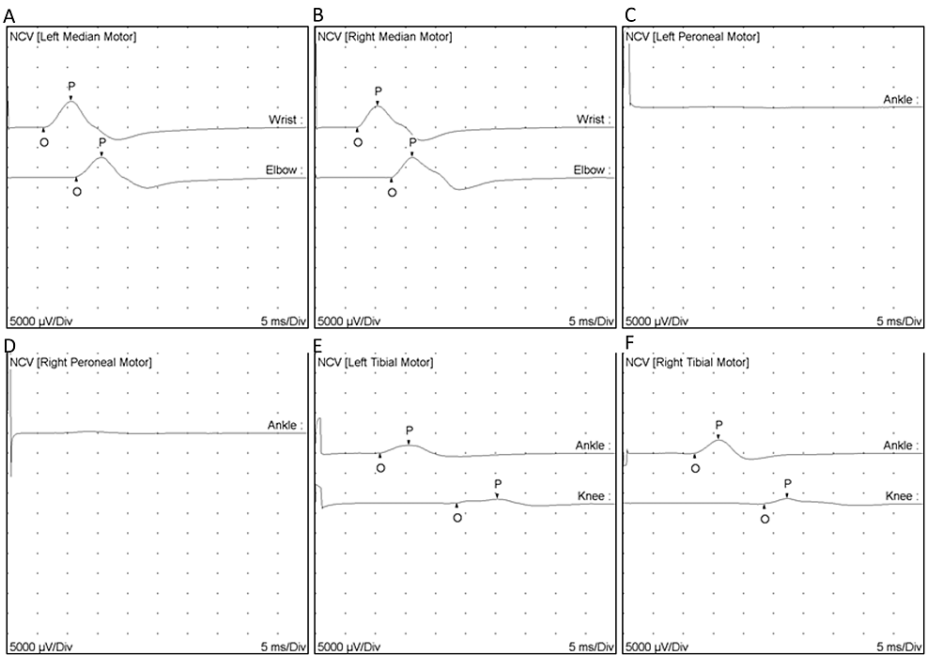 A
NCV [Left Median Motor]
P
Wrist :
O
P
Elbow :
O
5000 µV/Div 5 ms/Div
B
NCV [Right Median Motor]
P
Wrist :
O
P
Elbow :
O
5000 µV/Div 5 ms/Div
C
NCV [Left Peroneal Motor]
Ankle :
5000 µV/Div 5 ms/Div
D
NCV [Right Peroneal Motor]
Ankle :
5000 µV/Div 5 ms/Div
E
NCV [Left Tibial Motor]
P
Ankle :
O
P
Knee :
O
5000 µV/Div 5 ms/Div
F
NCV [Right Tibial Motor]
P
Ankle :
O
P
Knee :
O
5000 µV/Div 5 ms/Div